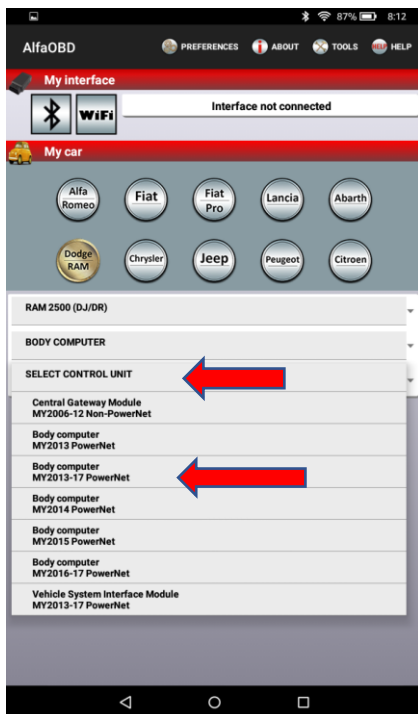 87% 8:12
AlfaOBD PREFERENCES ABOUT TOOLS HELP HELP
My interface
WiFi Interface not connected
My car
Alfa
Romeo
Fiat
Fiat
Pro
Lancia
Abarth
Dodge
RAM
Chrysler
Jeep
Peugeot
Citroen
RAM 2500 (DJ/DR)
BODY COMPUTER
SELECT CONTROL UNIT
Central Gateway Module
MY2006-12 Non-PowerNet
Body computer
MY2013 PowerNet
Body computer
MY2013-17 PowerNet
Body computer
MY2014 PowerNet
Body computer
MY2015 PowerNet
Body computer
MY2016-17 PowerNet
Vehicle System Interface Module
MY2013-17 PowerNet